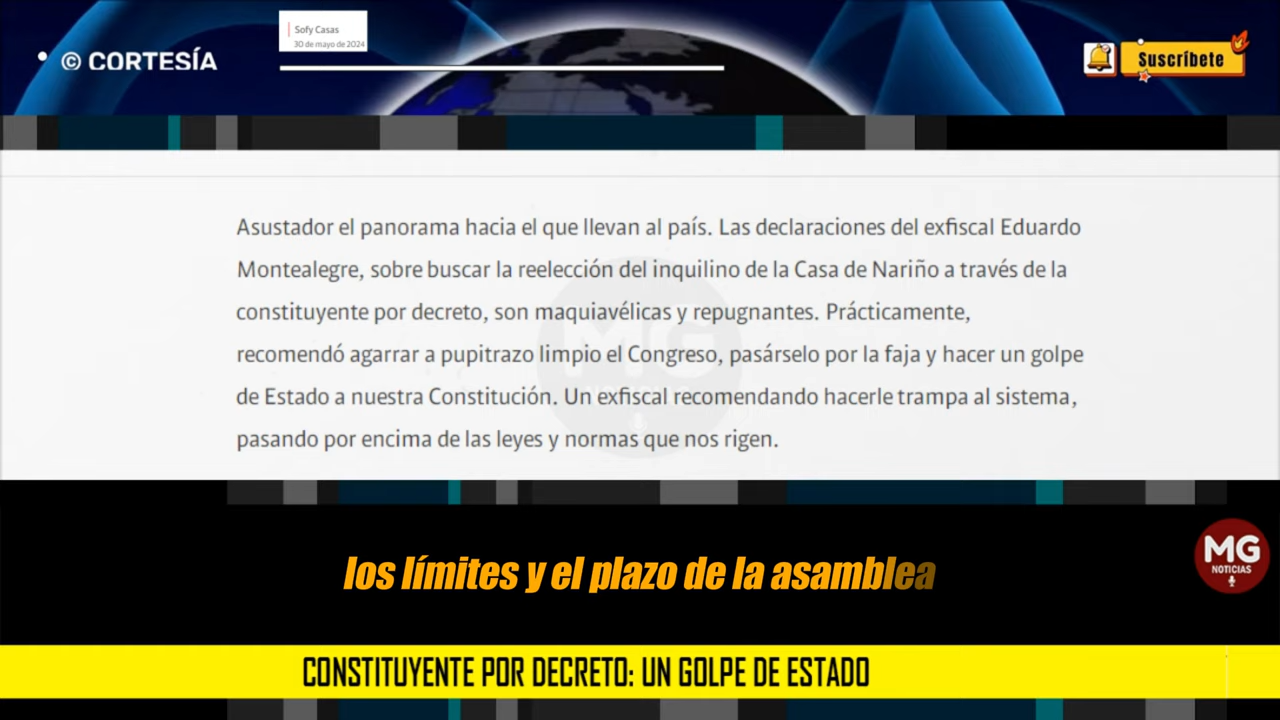 Sofy Casas
30 de mayo de 2024
© CORTESÍA
Suscríbete
Asustador el panorama hacia el que llevan al país. Las declaraciones del exfiscal Eduardo
Montealegre, sobre buscar la reelección del inquilino de la Casa de Nariño a través de la
constituyente por decreto, son maquiavélicas y repugnantes. Prácticamente,
recomendó agarrar a pupitrazo limpio el Congreso, pasárselo por la faja y hacer un golpe
de Estado a nuestra Constitución. Un exfiscal recomendando hacerle trampa al sistema,
pasando por encima de las leyes y normas que nos rigen.
MG
NOTICIAS
los límites y el plazo de la asamblea
MG
NOTICIAS
CONSTITUYENTE POR DECRETO: UN GOLPE DE ESTADO